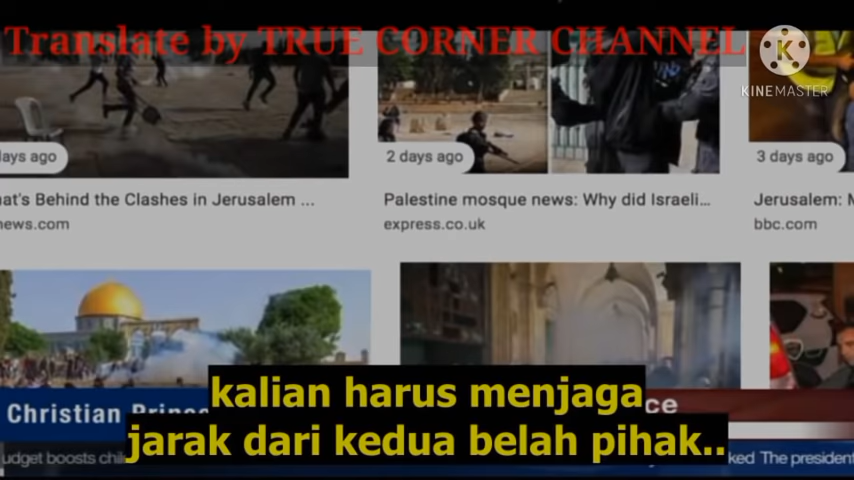 Translate by TRUE CORNER CHANNEL
KINEMASTER
days ago
2 days ago
3 days ago
at's Behind the Clashes in Jerusalem ...
Palestine mosque news: Why did Israeli...
Jerusalem: M
news.com
express.co.uk
bbc.com
kalian harus menjaga
Christian Prince
ce
jarak dari kedua belah pihak..
udget boosts chil
ked The president